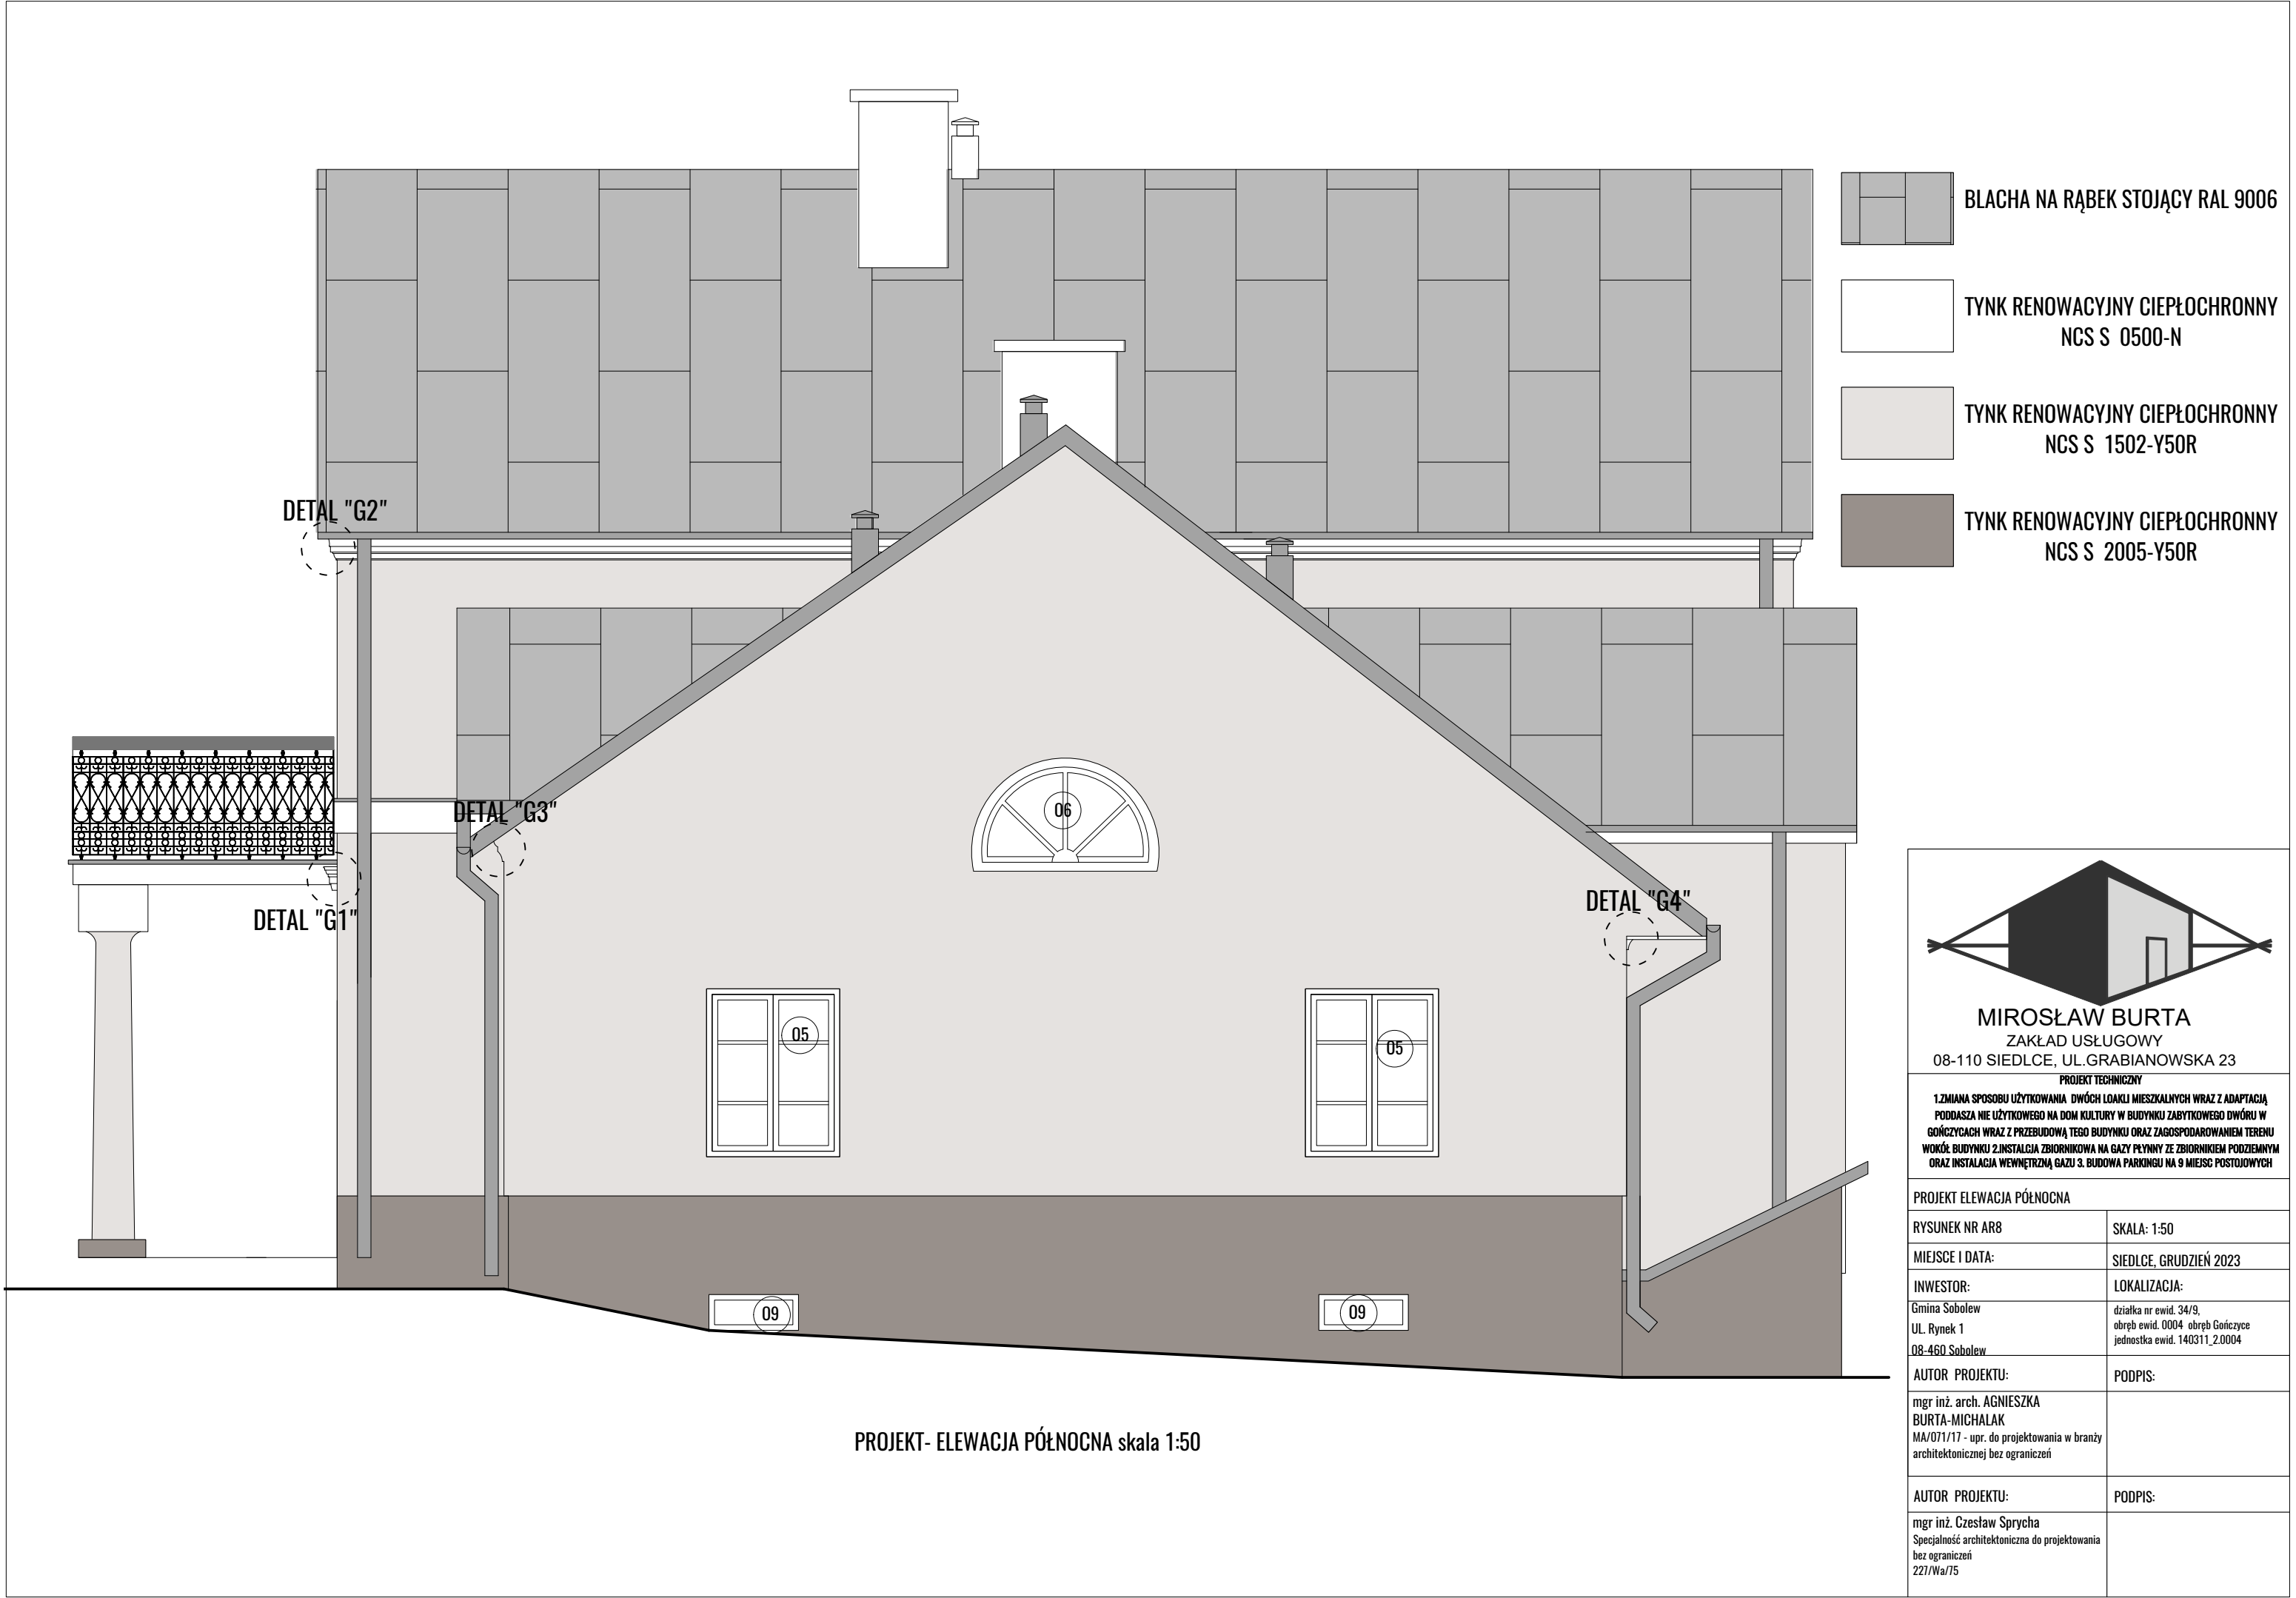 BLACHA NA RĄBEK STOJĄCY RAL 9006
TYNK RENOWACYJNY CIEPŁOCHRONNY
NCS S 0500-N
TYNK RENOWACYJNY CIEPŁOCHRONNY
NCS S 1502-Y50R
TYNK RENOWACYJNY CIEPŁOCHRONNY
NCS S 2005-Y50R
DETAL "G2"
DETAL "G3"
DETAL "G1"
DETAL "G4"
06
05
05
09
09
PROJEKT- ELEWACJA PÓŁNOCNA skala 1:50
MIROSŁAW BURTA
ZAKŁAD USŁUGOWY
08-110 SIEDLCE, UL.GRABIANOWSKA 23
PROJEKT TECHNICZNY
1.ZMIANA SPOSOBU UŻYTKOWANIA DWÓCH LOAKLI MIESZKALNYCH WRAZ Z ADAPTACJĄ
PODDASZA NIE UŻYTKOWEGO NA DOM KULTURY W BUDYNKU ZABYTKOWEGO DWÓRU W
GOŃCZYCACH WRAZ Z PRZEBUDOWĄ TEGO BUDYNKU ORAZ ZAGOSPODAROWANIEM TERENU
WOKÓŁ BUDYNKU 2.INSTALCJA ZBIORNIKOWA NA GAZY PŁYNNY ZE ZBIORNIKIEM PODZIEMNYM
ORAZ INSTALACJA WEWNĘTRZNĄ GAZU 3. BUDOWA PARKINGU NA 9 MIEJSC POSTOJOWYCH
PROJEKT ELEWACJA PÓŁNOCNA
RYSUNEK NR AR8
SKALA: 1:50
MIEJSCE I DATA:
SIEDLCE, GRUDZIEŃ 2023
INWESTOR:
LOKALIZACJA:
Gmina Sobolew
UL. Rynek 1
08-460 Sobolew
działka nr ewid. 34/9,
obręb ewid. 0004 obręb Gończyce
jednostka ewid. 140311_2.0004
AUTOR PROJEKTU:
PODPIS:
mgr inż. arch. AGNIESZKA
BURTA-MICHALAK
MA/071/17 - upr. do projektowania w branży
architektonicznej bez ograniczeń
AUTOR PROJEKTU:
PODPIS:
mgr inż. Czesław Sprycha
Specjalność architektoniczna do projektowania
bez ograniczeń
227/Wa/75